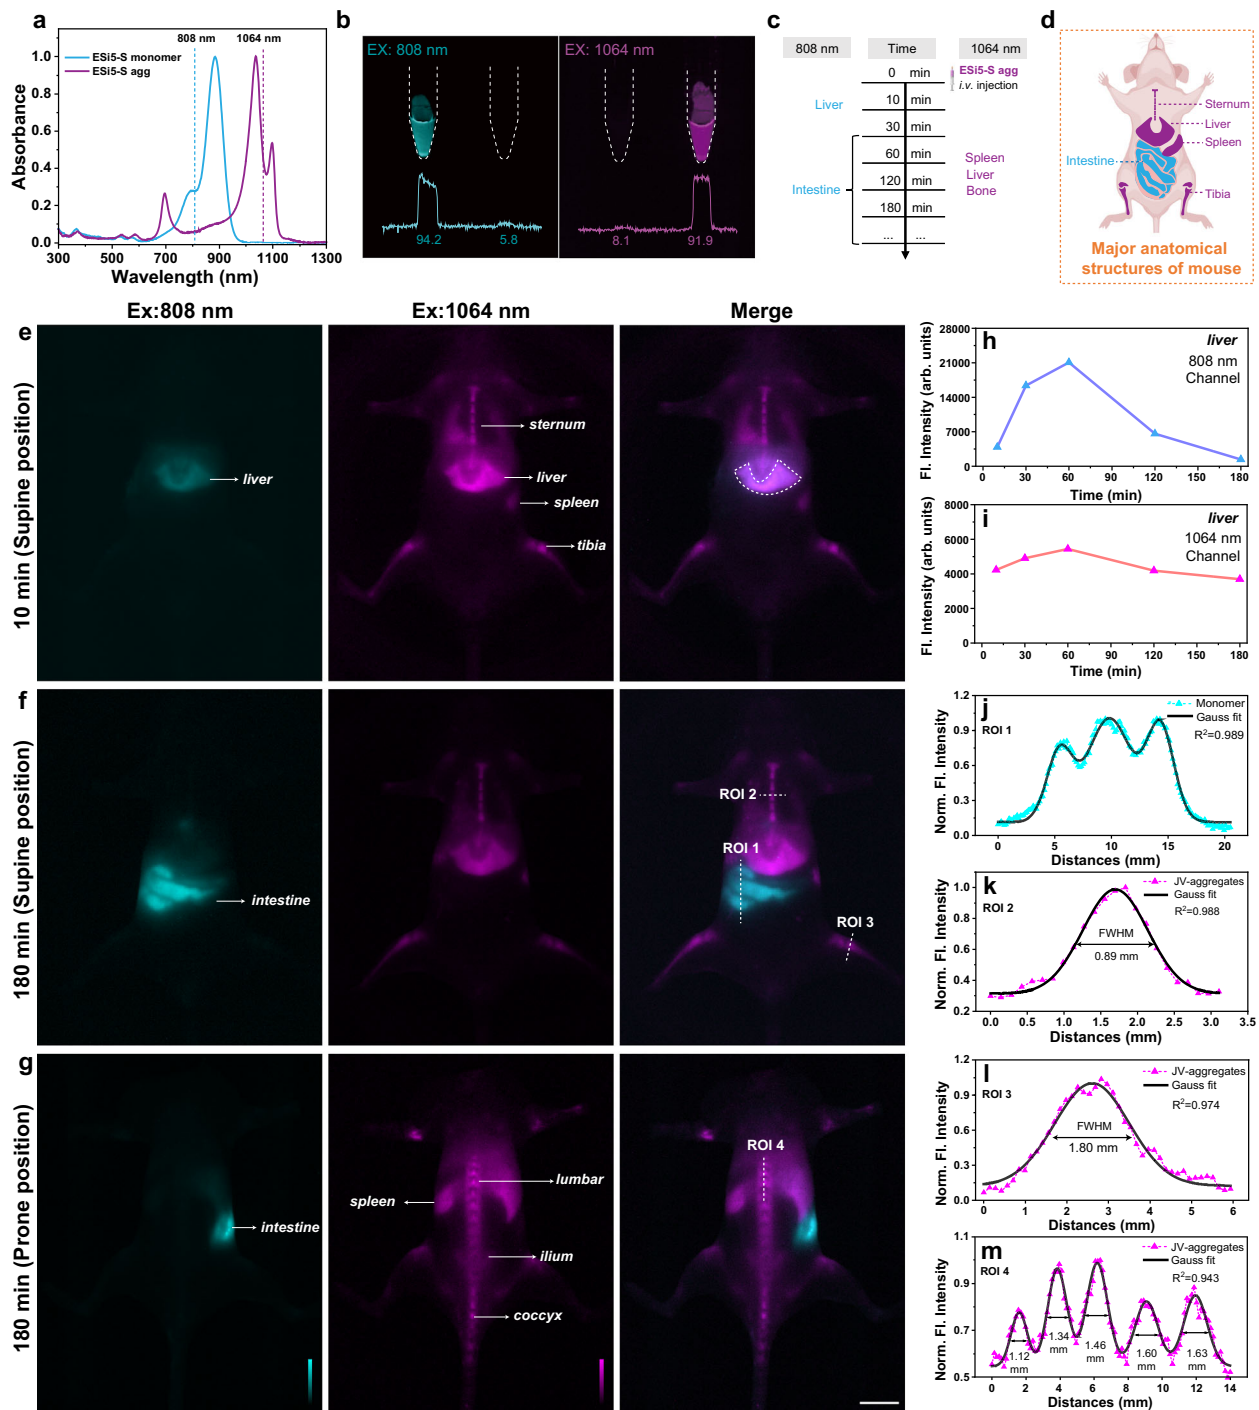 a
808 nm
1064 nm
ESi5-S monomer
ESi5-S agg
Absorbance
1.0
0.8
0.6
0.4
0.2
0.0
300
500
700
900
1100
1300
Wavelength (nm)
b
EX: 808 nm
EX: 1064 nm
94.2
5.8
8.1
91.9
c
808 nm
Time
1064 nm
0 min
ESi5-S agg
i.v. injection
10 min
Liver
30 min
60 min
Spleen
Liver
Bone
120 min
Intestine
180 min
... ...
d
Sternum
Liver
Spleen
Intestine
Tibia
Major anatomical
structures of mouse
Ex:808 nm
Ex:1064 nm
Merge
e
10 min (Supine position)
liver
sternum
liver
spleen
tibia
f
180 min (Supine position)
intestine
ROI 2
ROI 1
ROI 3
g
180 min (Prone position)
intestine
spleen
lumbar
ilium
coccyx
ROI 4
h
liver
808 nm
Channel
Fl. Intensity (arb. units)
28000
21000
14000
7000
0
0
30
60
90
120
150
180
Time (min)
i
liver
1064 nm
Channel
Fl. Intensity (arb. units)
8000
6000
4000
2000
0
0
30
60
90
120
150
180
Time (min)
j
ROI 1
Monomer
Gauss fit
R²=0.989
Norm. Fl. Intensity
1.2
0.9
0.6
0.3
0.0
0
5
10
15
20
Distances (mm)
k
ROI 2
JV-aggregates
Gauss fit
R²=0.988
FWHM
0.89 mm
Norm. Fl. Intensity
1.0
0.8
0.6
0.4
0.2
0.0
0.5
1.0
1.5
2.0
2.5
3.0
3.5
Distances (mm)
l
ROI 3
JV-aggregates
Gauss fit
R²=0.974
FWHM
1.80 mm
Norm. Fl. Intensity
1.2
0.9
0.6
0.3
0.0
0
1
2
3
4
5
6
Distances (mm)
m
ROI 4
JV-aggregates
Gauss fit
R²=0.943
1.12
mm
1.34
mm
1.46
mm
1.60
mm
1.63
mm
Norm. Fl. Intensity
1.0
0.8
0.7
0.5
0
2
4
6
8
10
12
14
Distances (mm)